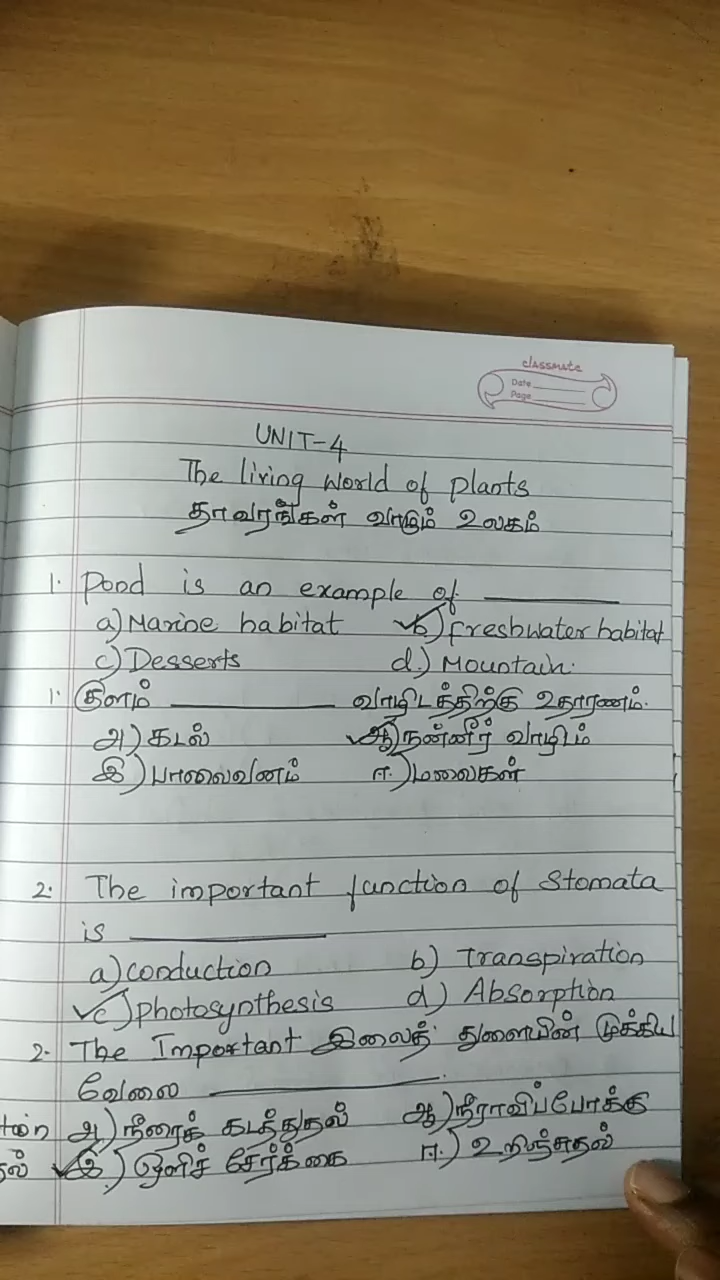 classmate
Date
Page
UNIT-4
The living world of plants
தாவரங்கள் வாழும் உலகம்
1. Pond is an example of ______
a) Marine habitat b) freshwater habitat
c) Desserts d.) Mountain.
1. குளம் ______ வாழிடத்திற்கு உதாரணம்.
அ) கடல் ஆ) நன்னீர் வாழிடம்
இ) பாலைவனம் ஈ.) மலைகள்
2. The important function of Stomata
is ______
a) conduction b) Transpiration
c) photosynthesis d) Absorption
2. The Important இலைத் துளையின் முக்கிய
வேலை ______.
அ) நீரைக் கடத்துதல் ஆ) நீராவிப்போக்கு
இ.) ஒளிச் சேர்க்கை ஈ.) உறிஞ்சுதல்